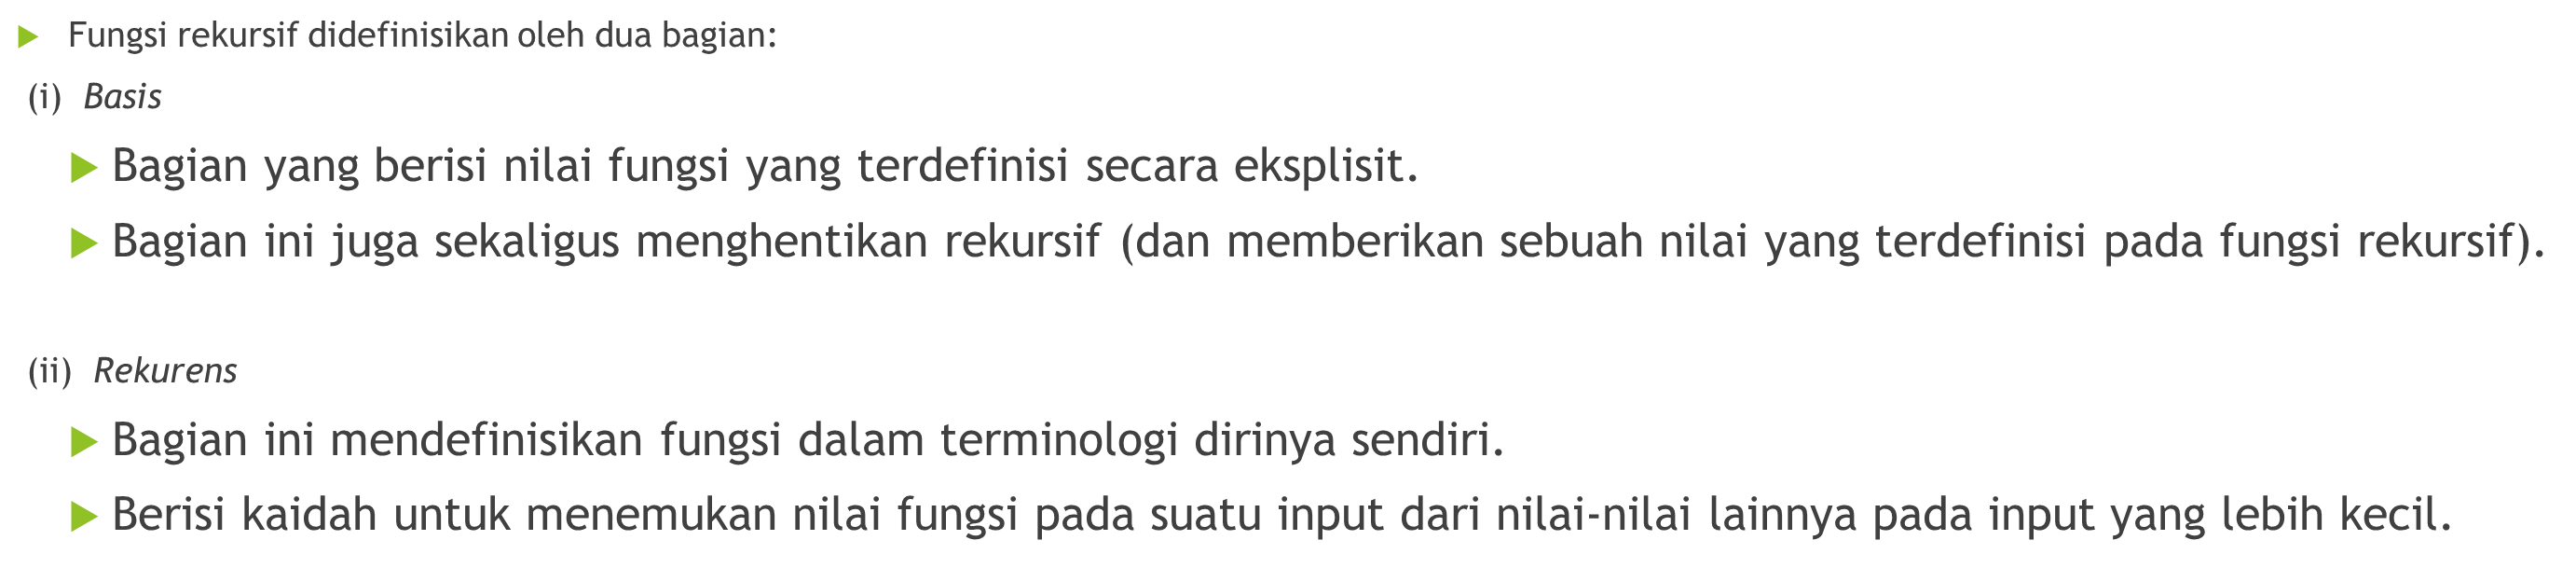 Fungsi rekursif didefinisikan oleh dua bagian:
(i) Basis
Bagian yang berisi nilai fungsi yang terdefinisi secara eksplisit.
Bagian ini juga sekaligus menghentikan rekursif (dan memberikan sebuah nilai yang terdefinisi pada fungsi rekursif).
(ii) Rekurens
Bagian ini mendefinisikan fungsi dalam terminologi dirinya sendiri.
Berisi kaidah untuk menemukan nilai fungsi pada suatu input dari nilai-nilai lainnya pada input yang lebih kecil.